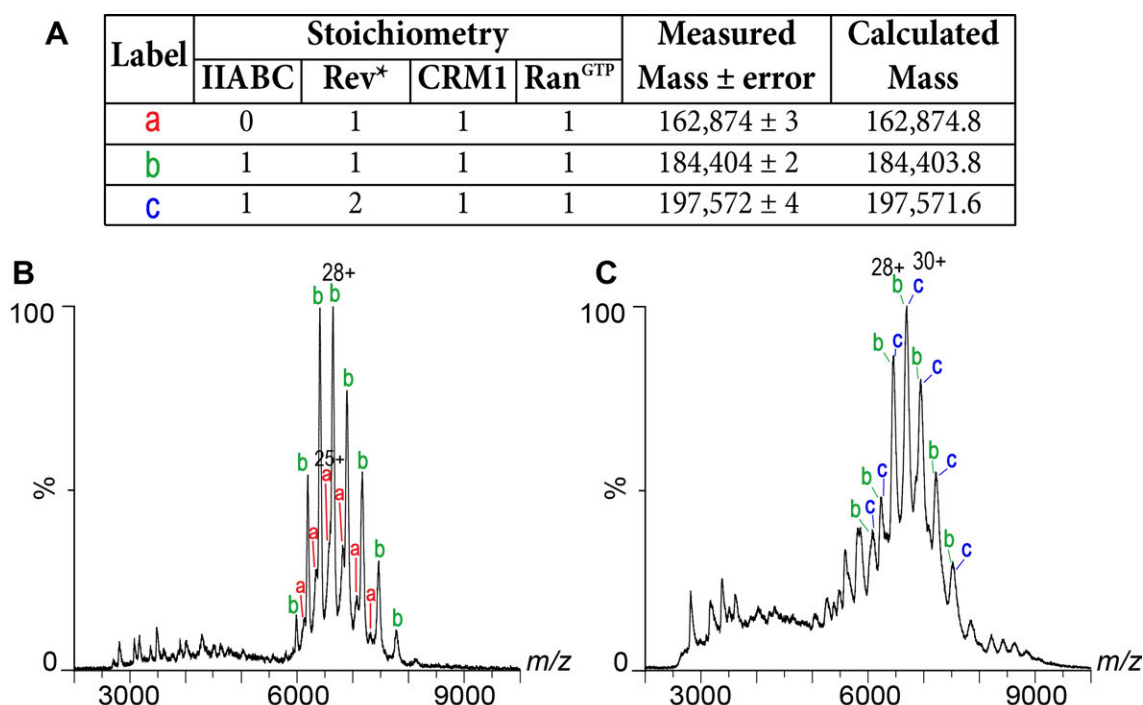 A
Label Stoichiometry Measured Mass ± error Calculated Mass
IIABC Rev* CRM1 Ran^GTP
a 0 1 1 1 162,874 ± 3 162,874.8
b 1 1 1 1 184,404 ± 2 184,403.8
c 1 2 1 1 197,572 ± 4 197,571.6
B
28+
b b
100
b
b b
25+
a a
%
a a a a
b b b
0
3000 6000 9000 m/z
C
28+ 30+
b c
100
b c
b c
b c
%
b c
b c
b c
0
3000 6000 9000 m/z